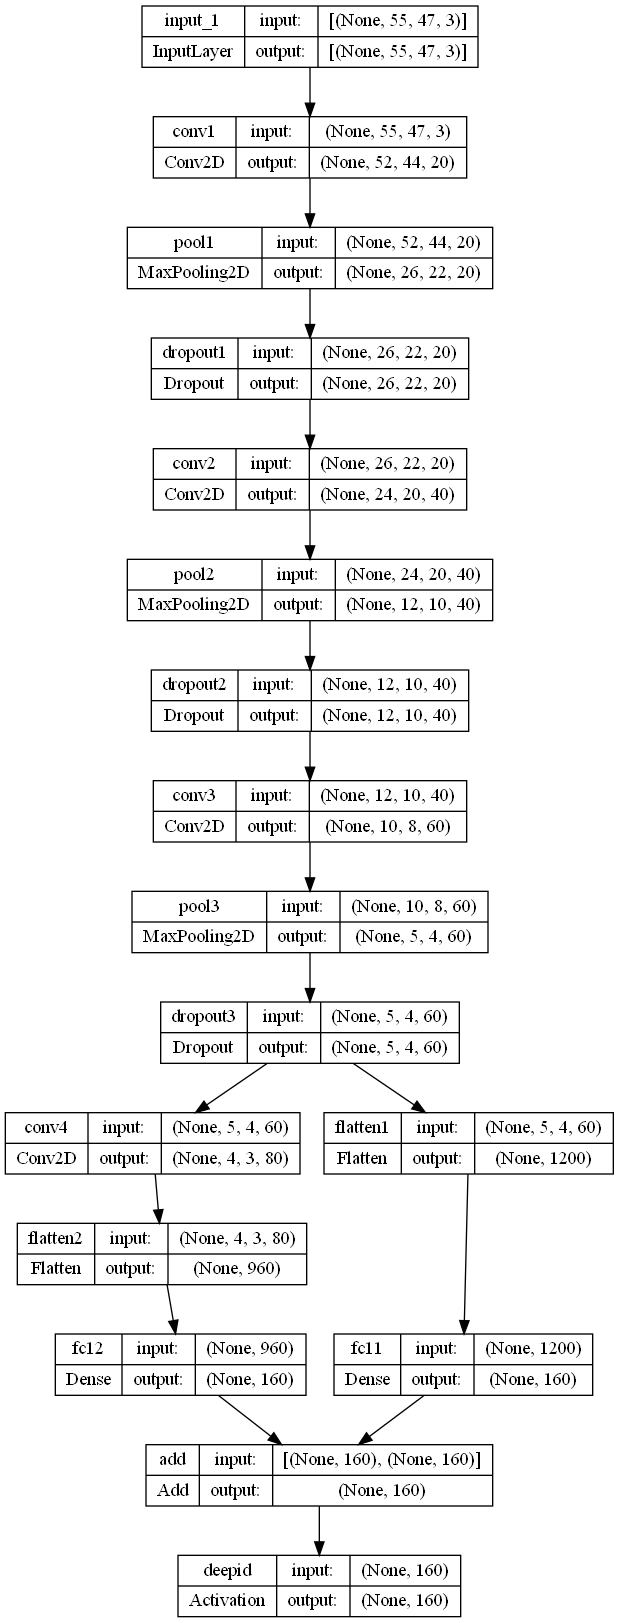 input_1 input: [(None, 55, 47, 3)]
InputLayer output: [(None, 55, 47, 3)]
conv1 input: (None, 55, 47, 3)
Conv2D output: (None, 52, 44, 20)
pool1 input: (None, 52, 44, 20)
MaxPooling2D output: (None, 26, 22, 20)
dropout1 input: (None, 26, 22, 20)
Dropout output: (None, 26, 22, 20)
conv2 input: (None, 26, 22, 20)
Conv2D output: (None, 24, 20, 40)
pool2 input: (None, 24, 20, 40)
MaxPooling2D output: (None, 12, 10, 40)
dropout2 input: (None, 12, 10, 40)
Dropout output: (None, 12, 10, 40)
conv3 input: (None, 12, 10, 40)
Conv2D output: (None, 10, 8, 60)
pool3 input: (None, 10, 8, 60)
MaxPooling2D output: (None, 5, 4, 60)
dropout3 input: (None, 5, 4, 60)
Dropout output: (None, 5, 4, 60)
conv4 input: (None, 5, 4, 60)
Conv2D output: (None, 4, 3, 80)
flatten1 input: (None, 5, 4, 60)
Flatten output: (None, 1200)
flatten2 input: (None, 4, 3, 80)
Flatten output: (None, 960)
fc12 input: (None, 960)
Dense output: (None, 160)
fc11 input: (None, 1200)
Dense output: (None, 160)
add input: [(None, 160), (None, 160)]
Add output: (None, 160)
deepid input: (None, 160)
Activation output: (None, 160)